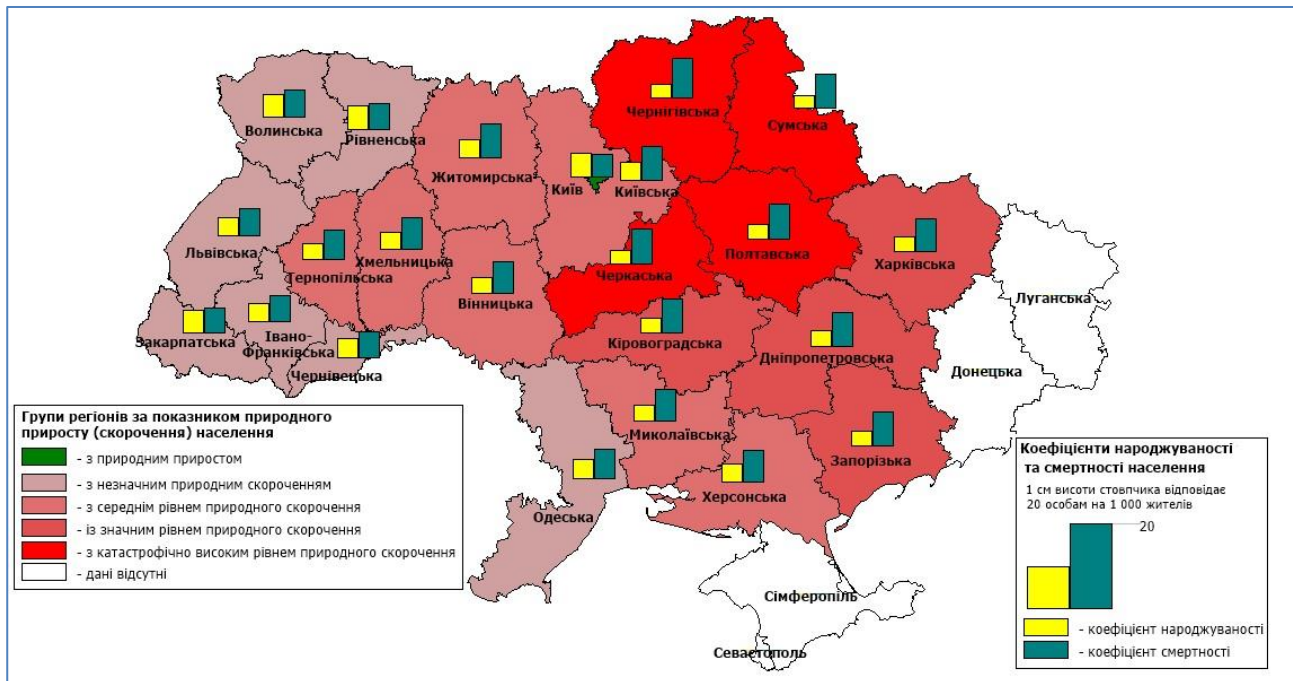 Чернігівська
Сумська
Волинська
Рівненська
Житомирська
Київ
Київська
Львівська
Тернопільська
Хмельницька
Вінницька
Черкаська
Полтавська
Харківська
Луганська
Закарпатська
Івано-
Франківська
Чернівецька
Кіровоградська
Дніпропетровська
Донецька
Миколаївська
Запорізька
Херсонська
Одеська
Сімферопіль
Севастополь
Групи регіонів за показником природного
приросту (скорочення) населення
- з природним приростом
- з незначним природним скороченням
- з середнім рівнем природного скорочення
- із значним рівнем природного скорочення
- з катастрофічно високим рівнем природного скорочення
- дані відсутні
Коефіцієнти народжуваності
та смертності населення
1 см висоти стовпчика відповідає
20 особам на 1 000 жителів
20
- коефіцієнт народжуваності
- коефіцієнт смертності